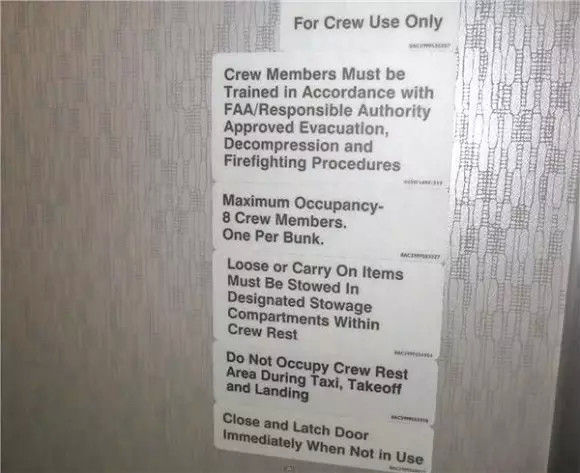 For Crew Use Only
Crew Members Must be
Trained in Accordance with
FAA/Responsible Authority
Approved Evacuation,
Decompression and
Firefighting Procedures
Maximum Occupancy-
8 Crew Members.
One Per Bunk.
Loose or Carry On Items
Must Be Stowed In
Designated Stowage
Compartments Within
Crew Rest
Do Not Occupy Crew Rest
Area During Taxi, Takeoff
and Landing
Close and Latch Door
Immediately When Not in Use